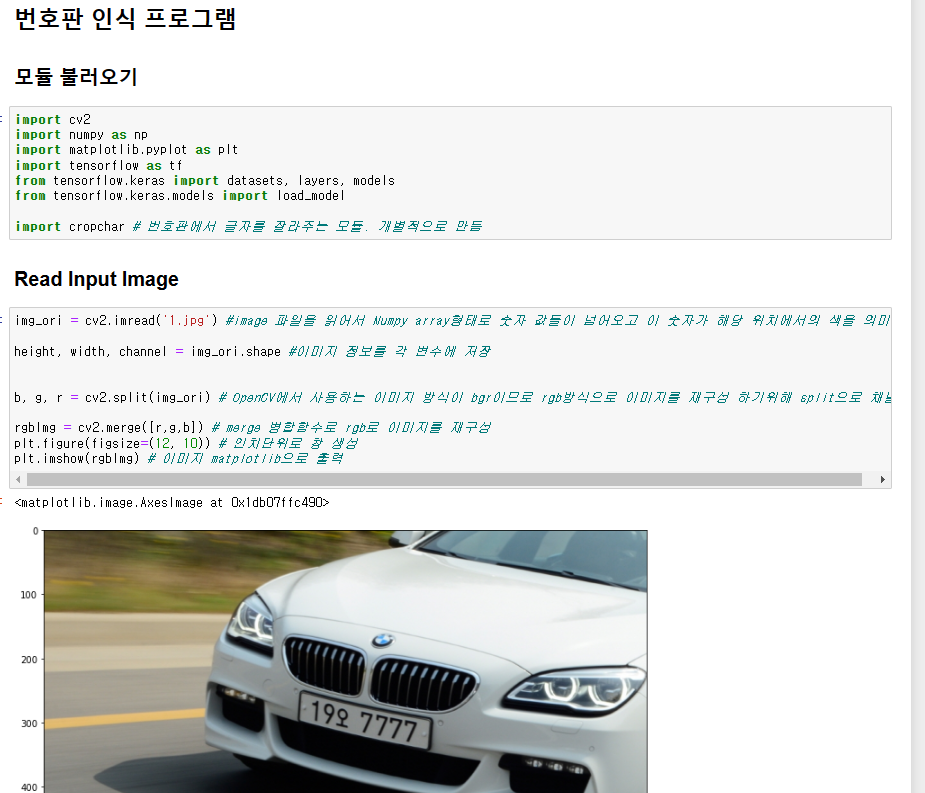 번호판 인식 프로그램
모듈 불러오기
import cv2
import numpy as np
import matplotlib.pyplot as plt
import tensorflow as tf
from tensorflow.keras import datasets, layers, models
from tensorflow.keras.models import load_model
import cropchar # 번호판에서 글자를 잘라주는 모듈. 개별적으로 만듬
Read Input Image
img_ori = cv2.imread('1.jpg') #image 파일을 읽어서 Numpy array형태로 숫자 값들이 넘어오고 이 숫자가 해당 위치에서의 색을 의미
height, width, channel = img_ori.shape #이미지 정보를 각 변수에 저장
b, g, r = cv2.split(img_ori) # OpenCV에서 사용하는 이미지 방식이 bgr이므로 rgb방식으로 이미지를 재구성 하기위해 split으로 채널
rgbImg = cv2.merge([r,g,b]) # merge 병합함수로 rgb로 이미지를 재구성
plt.figure(figsize=(12, 10)) # 인치단위로 창 생성
plt.imshow(rgbImg) # 이미지 matplotlib으로 출력
<matplotlib.image.AxesImage at 0x1db07ffc490>
0
100
200
300
400
19오 7777